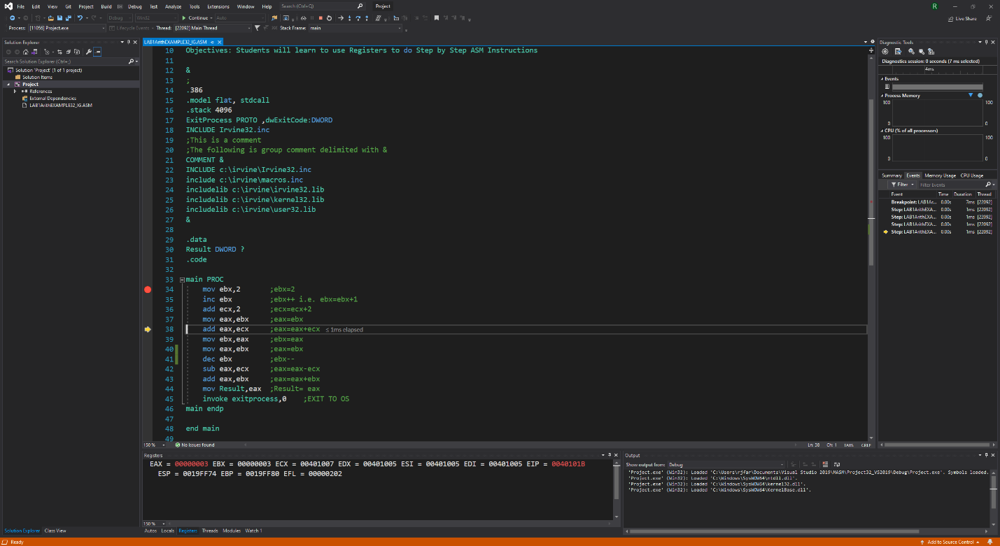 File Edit View Git Project Build Debug Test Analyze Tools Extensions Window Help Search (Ctrl+Q) Project R
Debug Win32 Continue Auto Live Share
Process: [11056] Project.exe Lifecycle Events Thread: [22092] Main Thread Stack Frame: main
Solution Explorer
Search Solution Explorer (Ctrl+;)
Solution 'Project' (1 of 1 project)
Solution Items
Project
References
External Dependencies
LAB1ArithEXAMPLE32_IG.ASM
Solution Explorer Class View
LAB1ArithEXAMPLE32_IG.ASM
10 Objectives: Students will learn to use Registers to do Step by Step ASM Instructions
11
12 &
13 ;
14 .386
15 .model flat, stdcall
16 .stack 4096
17 ExitProcess PROTO ,dwExitCode:DWORD
18 INCLUDE Irvine32.inc
19 ;This is a comment
20 ;The following is group comment delimited with &
21 COMMENT &
22 INCLUDE c:\irvine\Irvine32.inc
23 include c:\irvine\macros.inc
24 includelib c:\irvine\irvine32.lib
25 includelib c:\irvine\kernel32.lib
26 includelib c:\irvine\user32.lib
27 &
28
29 .data
30 Result DWORD ?
31 .code
32
33 main PROC
34 mov ebx,2 ;ebx=2
35 inc ebx ;ebx++ i.e. ebx=ebx+1
36 add ecx,2 ;ecx=ecx+2
37 mov eax,ebx ;eax=ebx
38 add eax,ecx ;eax=eax+ecx ≤ 1ms elapsed
39 mov ebx,eax ;ebx=eax
40 mov eax,ebx ;eax=ebx
41 dec ebx ;ebx--
42 sub eax,ecx ;eax=eax-ecx
43 add eax,ebx ;eax=eax+ebx
44 mov Result,eax ;Result= eax
45 invoke exitprocess,0 ;EXIT TO OS
46 main endp
47
48 end main
49
150 % No issues found Ln: 38 Ch: 1 TABS CRLF
Registers
EAX = 00000003 EBX = 00000003 ECX = 00401007 EDX = 00401005 ESI = 00401005 EDI = 00401005 EIP = 0040101B
ESP = 0019FF74 EBP = 0019FF80 EFL = 00000202
150 %
Autos Locals Registers Threads Modules Watch 1
Output
Show output from: Debug
'Project.exe' (Win32): Loaded 'C:\Users\rjfar\Documents\Visual Studio 2019\MASM\Project32_VS2019\Debug\Project.exe'. Symbols loaded.
'Project.exe' (Win32): Loaded 'C:\Windows\SysWOW64\ntdll.dll'.
'Project.exe' (Win32): Loaded 'C:\Windows\SysWOW64\kernel32.dll'.
'Project.exe' (Win32): Loaded 'C:\Windows\SysWOW64\KernelBase.dll'.
Diagnostic Tools
Diagnostics session: 0 seconds (7 ms selected)
4ms
Events
Process Memory
100 100
0 0
CPU (% of all processors)
100 100
0 0
Summary Events Memory Usage CPU Usage
Filter Filter Events
Event Time Duration Thread
Breakpoint: LAB1Ar... 0.00s 7ms [22092]
Step: LAB1ArithEXA... 0.00s 1ms [22092]
Step: LAB1ArithEXA... 0.00s 1ms [22092]
Step: LAB1ArithEXA... 0.00s 1ms [22092]
Step: LAB1ArithEXA... 0.00s 1ms [22092]
Ready Add to Source Control